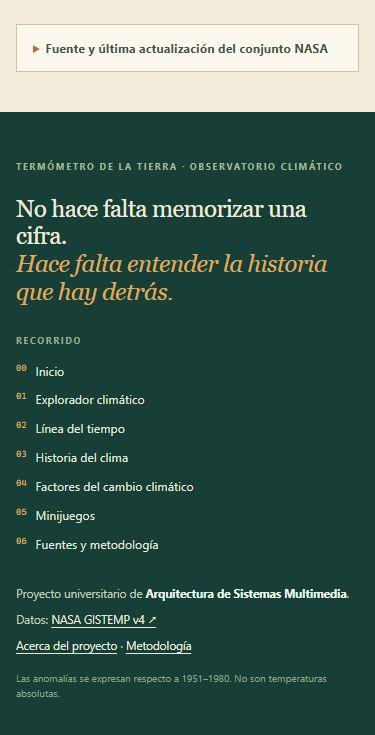 ▶ Fuente y última actualización del conjunto NASA
TERMÓMETRO DE LA TIERRA · OBSERVATORIO CLIMÁTICO
No hace falta memorizar una
cifra.
Hace falta entender la historia
que hay detrás.
RECORRIDO
00 Inicio
01 Explorador climático
02 Línea del tiempo
03 Historia del clima
04 Factores del cambio climático
05 Minijuegos
06 Fuentes y metodología
Proyecto universitario de Arquitectura de Sistemas Multimedia.
Datos: NASA GISTEMP v4 ↗
Acerca del proyecto · Metodología
Las anomalías se expresan respecto a 1951–1980. No son temperaturas
absolutas.